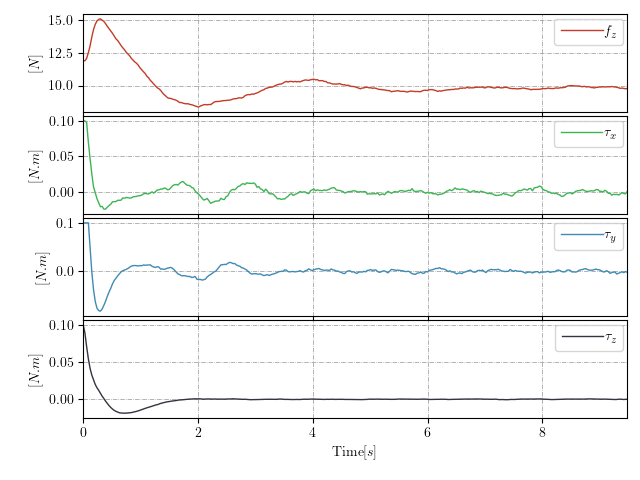 15.0
12.5
10.0
[N]
f_z
0.10
0.05
0.00
[N.m]
τ_x
0.1
0.0
[N.m]
τ_y
0.10
0.05
0.00
[N.m]
τ_z
0 2 4 6 8
Time[s]